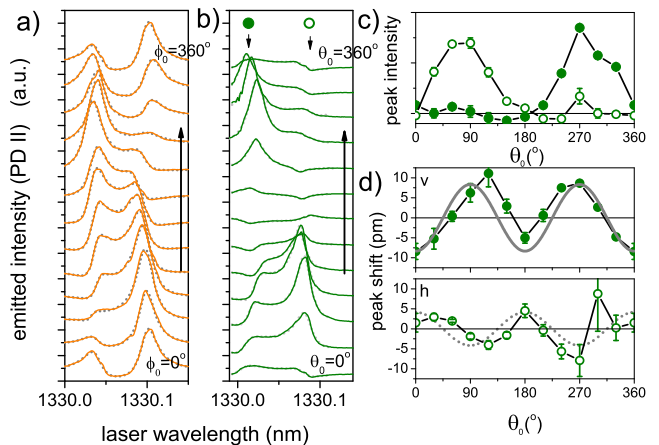 a)
b)
c)
ϕ₀=360°
θ₀=360°
ϕ₀=0°
θ₀=0°
emitted intensity (PD II) (a.u.)
1330.0 1330.1
1330.0 1330.1
laser wavelength (nm)
peak intensity
0 90 180 270 360
θ₀(°)
d)
v
10
5
0
-5
-10
h
10
5
0
-5
-10
peak shift (pm)
0 90 180 270 360
θ₀(°)